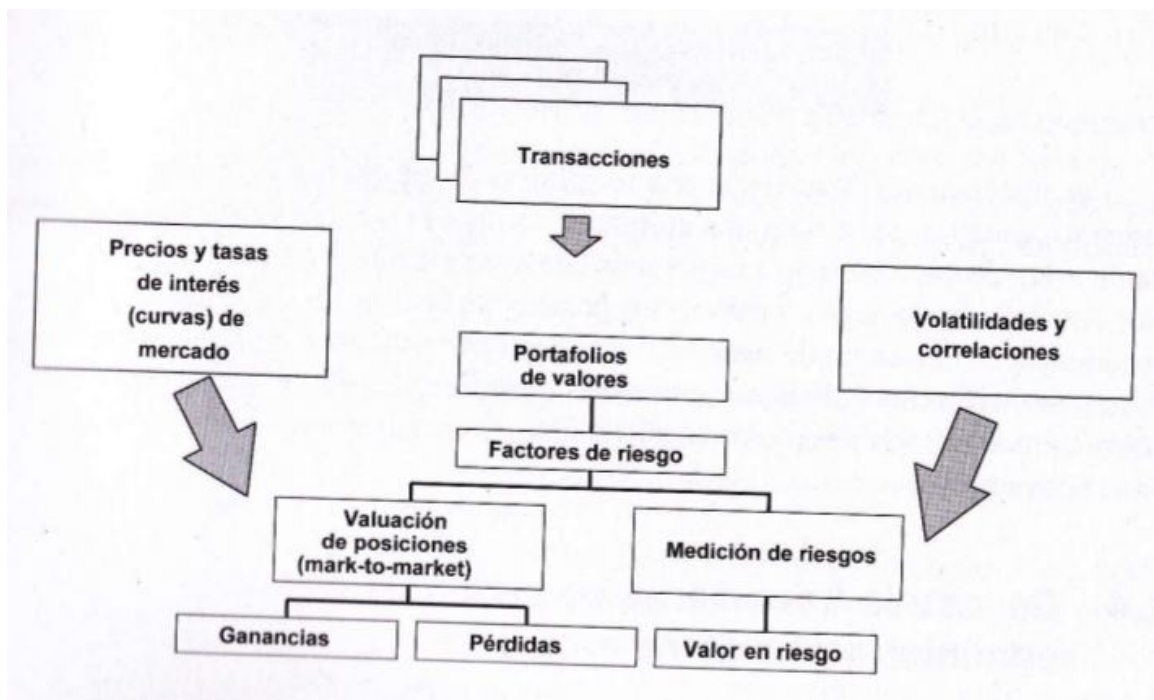 Transacciones
Precios y tasas
de interés
(curvas) de
mercado
Volatilidades y
correlaciones
Portafolios
de valores
Factores de riesgo
Valuación
de posiciones
(mark-to-market)
Medición de riesgos
Ganancias
Pérdidas
Valor en riesgo